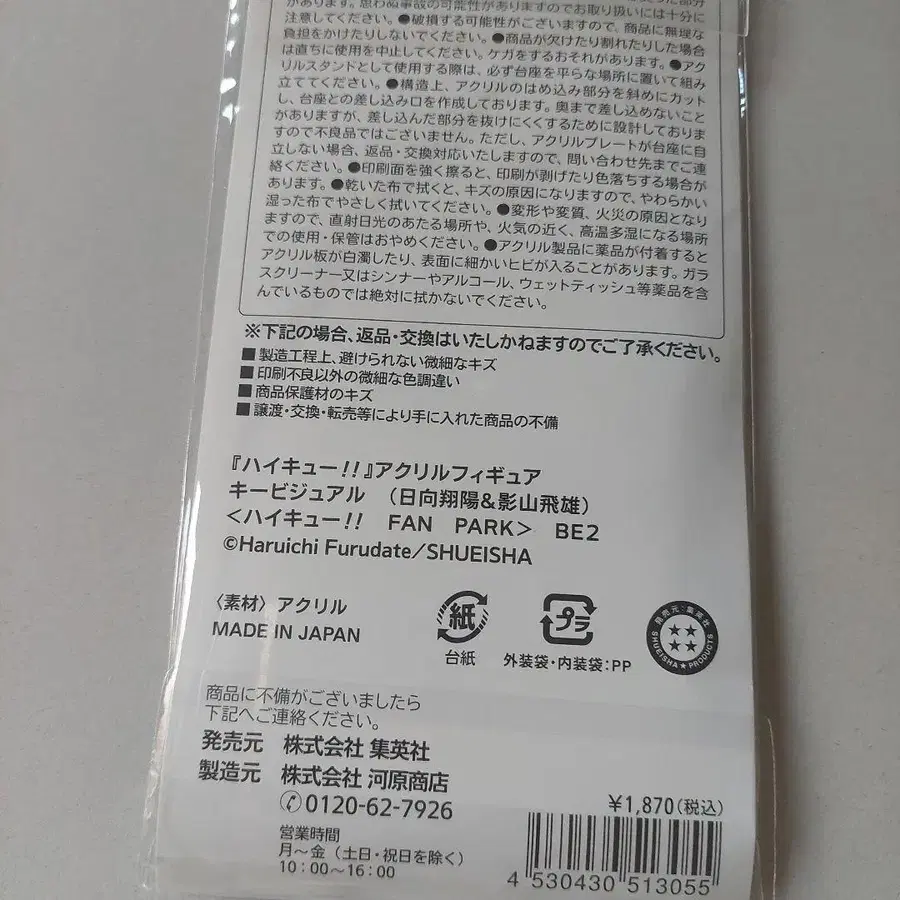 があります。思わぬ事故の可能性がありますのでお取り扱いには十分に
注意してください。●破損する可能性がございますので、商品に無理な
負担をかけたりしないでください。●商品が欠けたり割れたりした場合
は直ちに使用を中止してください。ケガをするおそれがあります。●アク
リルスタンドとして使用する際は、必ず台座を平らな場所に置いて組み
立ててください。●構造上、アクリルのはめ込み部分を斜めにカット
し、台座との差し込み口を作成しております。奥まで差し込めないこと
がありますが、差し込んだ部分を抜けにくくするために設計しておりま
すので不良品ではございません。ただし、アクリルプレートが台座に自
立しない場合、返品・交換対応いたしますので、問い合わせ先までご連
絡ください。●印刷面を強く擦ると、印刷が剥げたり色落ちする場合が
あります。●乾いた布で拭くと、キズの原因になりますので、やわらかい
湿った布でやさしく拭いてください。●変形や変質、火災の原因となり
ますので、直射日光のあたる場所や、火気の近く、高温多湿になる場所
での使用・保管はおやめください。●アクリル製品に薬品が付着すると
アクリル板が白濁したり、表面に細かいヒビが入ることがあります。ガラ
スクリーナー又はシンナーやアルコール、ウェットティッシュ等薬品を含
んでいるものでは絶対に拭かないでください。
※下記の場合、返品・交換はいたしかねますのでご了承ください。
■製造工程上、避けられない微細なキズ
■印刷不良以外の微細な色調違い
■商品保護材のキズ
■譲渡・交換・転売等により手に入れた商品の不備
『ハイキュー!!』アクリルフィギュア
キービジュアル （日向翔陽&影山飛雄）
＜ハイキュー!! FAN PARK＞ BE2
©Haruichi Furudate/SHUEISHA
〈素材〉アクリル
MADE IN JAPAN
紙
台紙
プラ
外装袋・内装袋:PP
発売元:集英社
SHUEISHA★PRODUCTS
商品に不備がございましたら
下記へご連絡ください。
発売元 株式会社 集英社
製造元 株式会社 河原商店
✆0120-62-7926
営業時間
月～金（土日・祝日を除く）
10:00～16:00
¥1,870(税込)
4 530430 513055